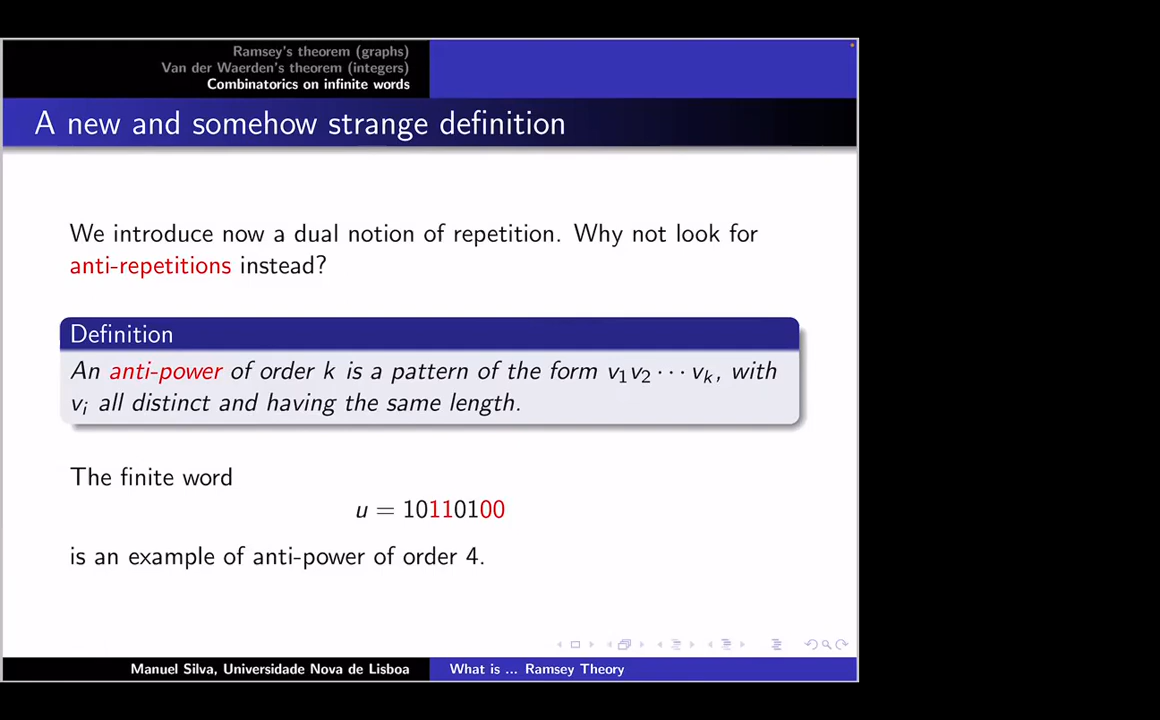 Ramsey's theorem (graphs)
Van der Waerden's theorem (integers)
Combinatorics on infinite words
A new and somehow strange definition
We introduce now a dual notion of repetition. Why not look for
anti-repetitions instead?
Definition
An anti-power of order k is a pattern of the form v₁v₂ ⋯ vₖ, with
vᵢ all distinct and having the same length.
The finite word
u = 10110100
is an example of anti-power of order 4.
Manuel Silva, Universidade Nova de Lisboa
What is ... Ramsey Theory